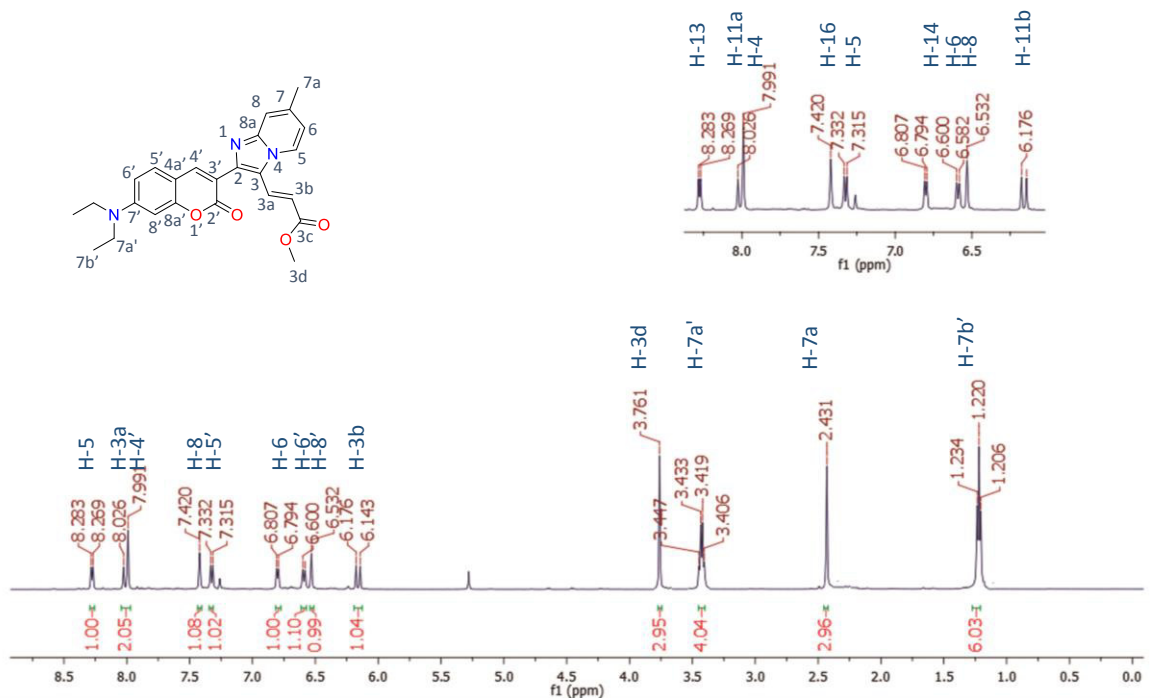 H-13
H-11a
H-4
H-16
H-5
H-14
H-6
H-8
H-11b
8.283
8.269
8.026
7.991
7.420
7.332
7.315
6.807
6.794
6.600
6.582
6.532
6.176
8.0 7.5 7.0 6.5
f1 (ppm)
7a
8 7
8a 6
1
N
N
4 5
5' 4'
6' 4a' 3' 2
3 3b
3a
N 7' 8' 8a' O 2' O
1'
3c O
O
3d
7a'
7b'
H-5
H-3a
H-4'
H-8
H-5'
H-6
H-6'
H-8'
H-3b
H-3d
H-7a'
H-7a
H-7b'
8.283
8.269
8.026
7.991
7.420
7.332
7.315
6.807
6.794
6.600
6.532
6.176
6.143
3.761
3.447
3.433
3.419
3.406
2.431
1.234
1.220
1.206
1.00
2.05
1.08
1.02
1.00
1.10
0.99
1.04
2.95
4.04
2.96
6.03
8.5 8.0 7.5 7.0 6.5 6.0 5.5 5.0 4.5 4.0 3.5 3.0 2.5 2.0 1.5 1.0 0.5 0.0
f1 (ppm)